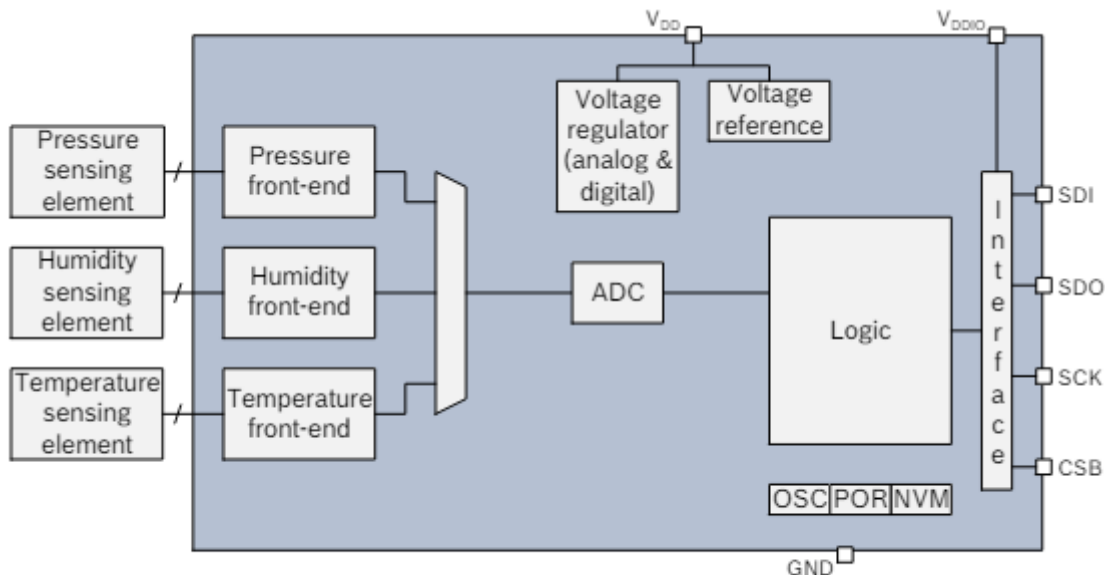 VDD
VDDIO
Pressure
sensing
element
Pressure
front-end
Voltage
regulator
(analog &
digital)
Voltage
reference
Humidity
sensing
element
Humidity
front-end
ADC
Logic
Interface
SDI
SDO
SCK
CSB
Temperature
sensing
element
Temperature
front-end
OSC POR NVM
GND